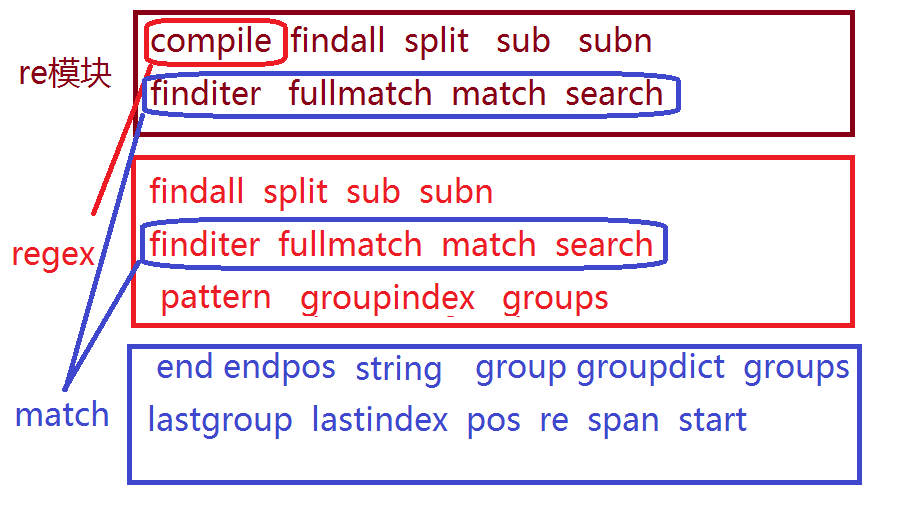 compile findall split sub subn
re模块
finditer fullmatch match search
findall split sub subn
regex
finditer fullmatch match search
pattern groupindex groups
end endpos string group groupdict groups
match
lastgroup lastindex pos re span start